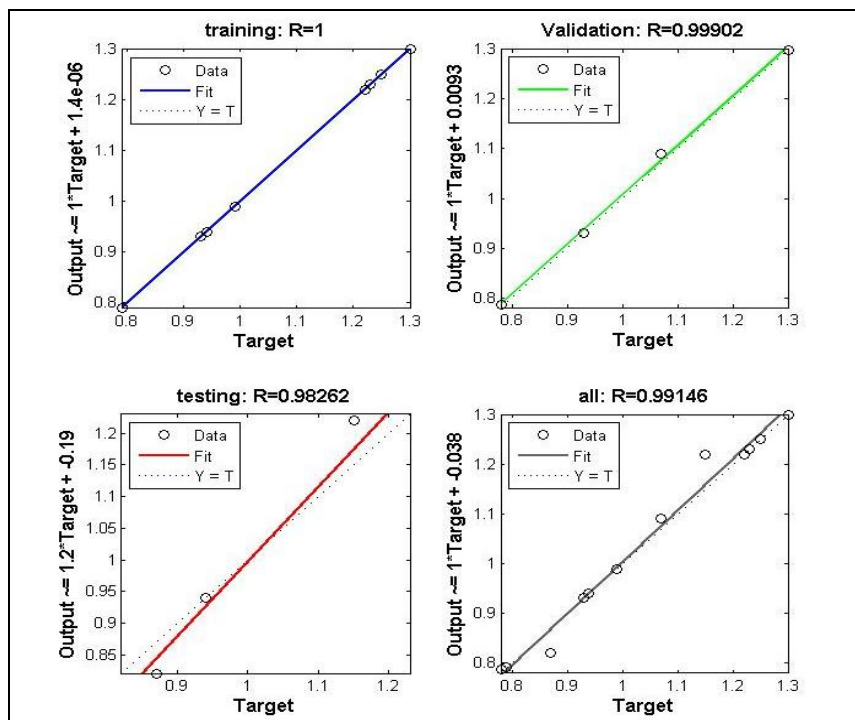 training: R=1
Output ~= 1*Target + 1.4e-06
1.3
1.2
1.1
1
0.9
0.8
Data
Fit
Y = T
0.8 0.9 1 1.1 1.2 1.3
Target
Validation: R=0.99902
Output ~= 1*Target + 0.0093
1.3
1.2
1.1
1
0.9
0.8
Data
Fit
Y = T
0.8 0.9 1 1.1 1.2 1.3
Target
testing: R=0.98262
Output ~= 1.2*Target + -0.19
1.2
1.15
1.1
1.05
1
0.95
0.9
0.85
Data
Fit
Y = T
0.9 1 1.1 1.2
Target
all: R=0.99146
Output ~= 1*Target + -0.038
1.3
1.2
1.1
1
0.9
0.8
Data
Fit
Y = T
0.8 0.9 1 1.1 1.2 1.3
Target